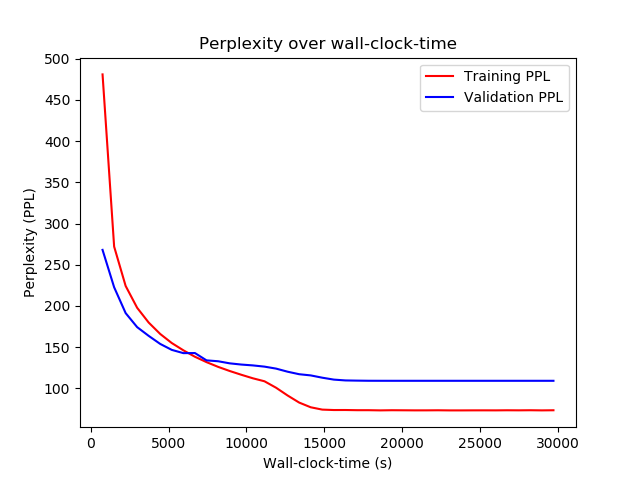 Perplexity over wall-clock-time
Training PPL
Validation PPL
Perplexity (PPL)
500
450
400
350
300
250
200
150
100
0 5000 10000 15000 20000 25000 30000
Wall-clock-time (s)